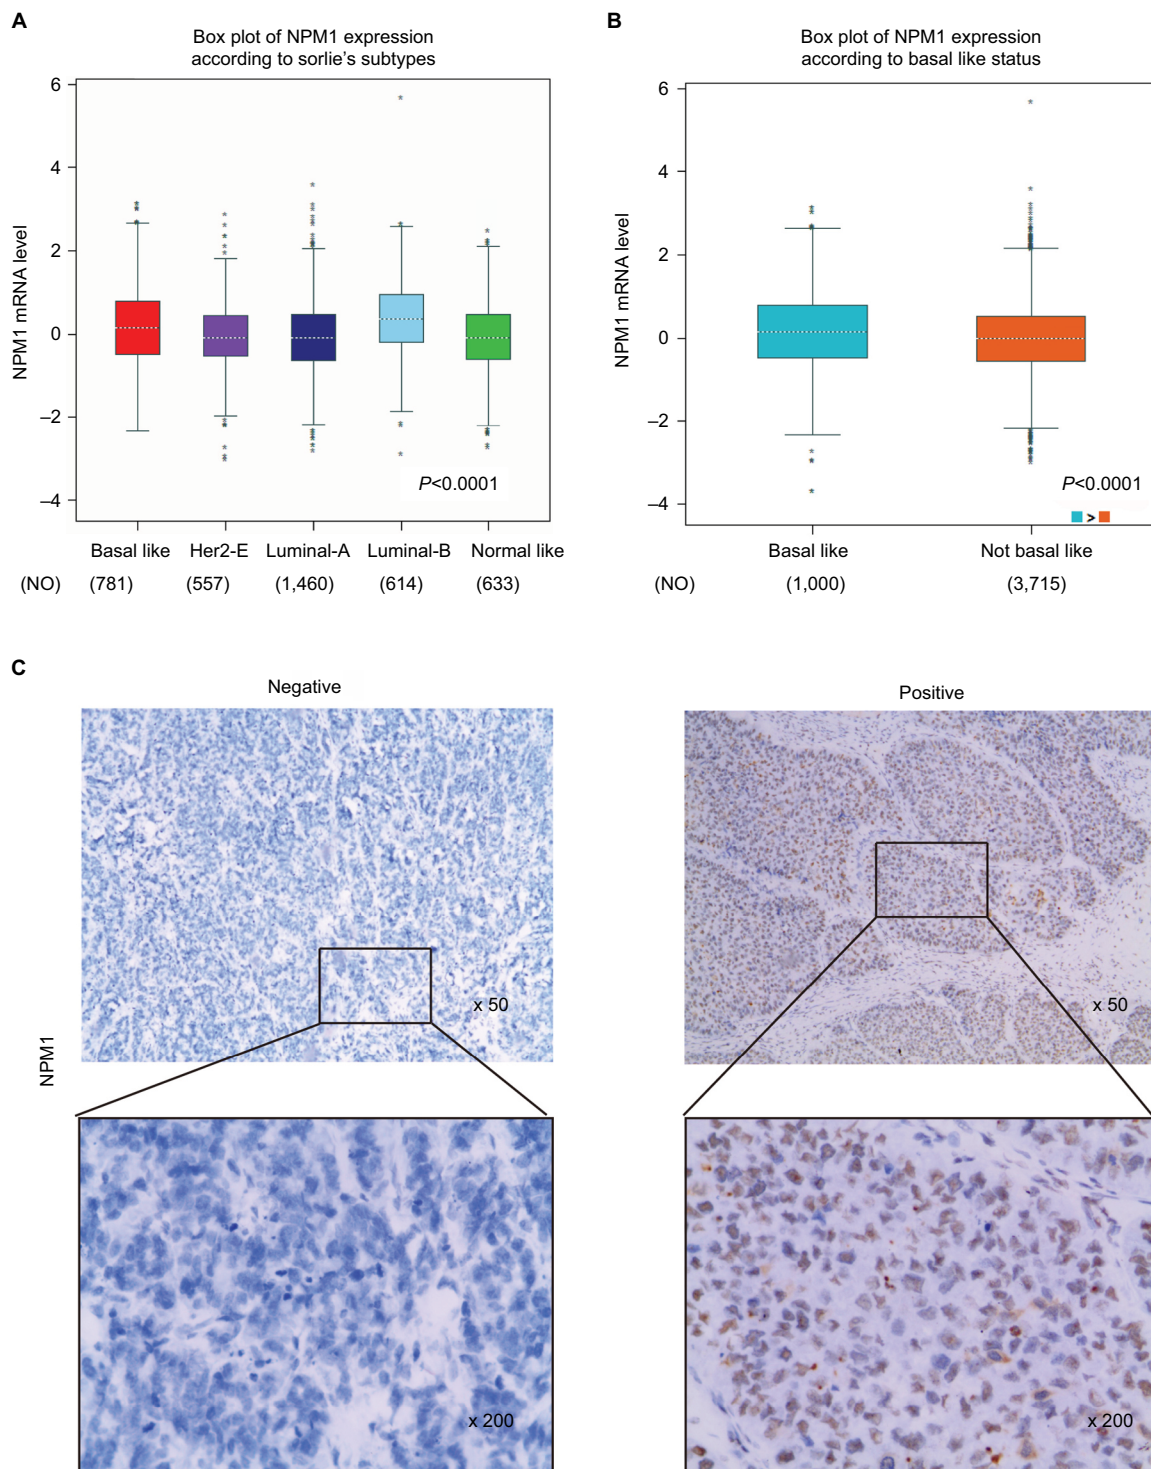 A
Box plot of NPM1 expression
according to sorlie's subtypes
NPM1 mRNA level
6
4
2
0
–2
–4
P<0.0001
Basal like Her2-E Luminal-A Luminal-B Normal like
(NO) (781) (557) (1,460) (614) (633)
B
Box plot of NPM1 expression
according to basal like status
NPM1 mRNA level
6
4
2
0
–2
–4
P<0.0001
>
Basal like Not basal like
(NO) (1,000) (3,715)
C
Negative
Positive
NPM1
x 50
x 50
x 200
x 200